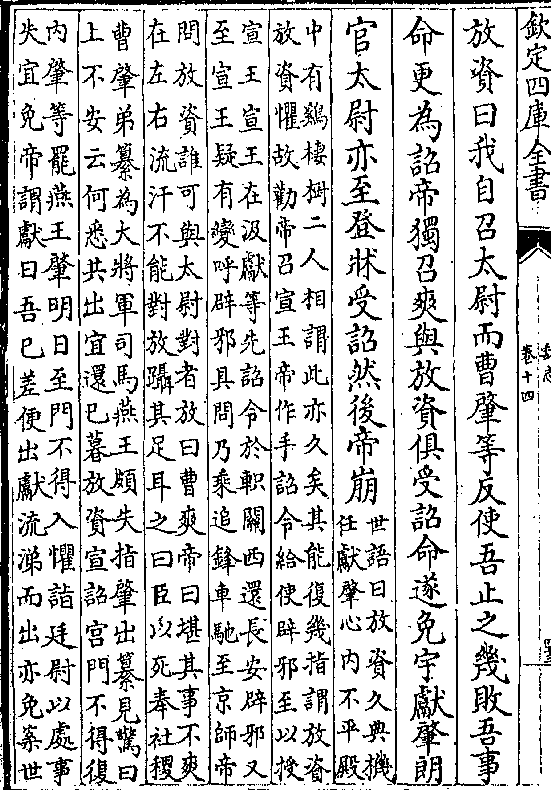 欽定四庫全書
卷十四
放資曰我自召太尉而曹肇等反使吾止之幾敗吾事
命更為詔帝獨召爽與放資俱受詔命遂免宇獻肇朗
官太尉亦至登牀受詔然後帝崩
世語曰放資久典機
任獻肇心內不平殿
中有鷄棲樹二人相謂此亦久矣其能復幾指謂放資
放資懼故勸帝召宣王帝作手詔令給使辟邪至以授
宣王宣王在汲獻等先詔令於軹關西還長安辟邪又
至宣王疑有變呼辟邪具問乃乘追鋒車馳至京師帝
問放資誰可與太尉對者放曰曹爽帝曰堪其事不爽
在左右流汗不能對放躡其足耳之曰臣以死奉社稷
曹肇弟纂為大將軍司馬燕王頗失指肇出纂見驚曰
上不安云何悉共出宜還已暮放資宣詔宮門不得復
內肇等罷燕王肇明日至門不得入懼詣廷尉以處事
失宜免帝謂獻曰吾已差便出獻流涕而出亦免案世